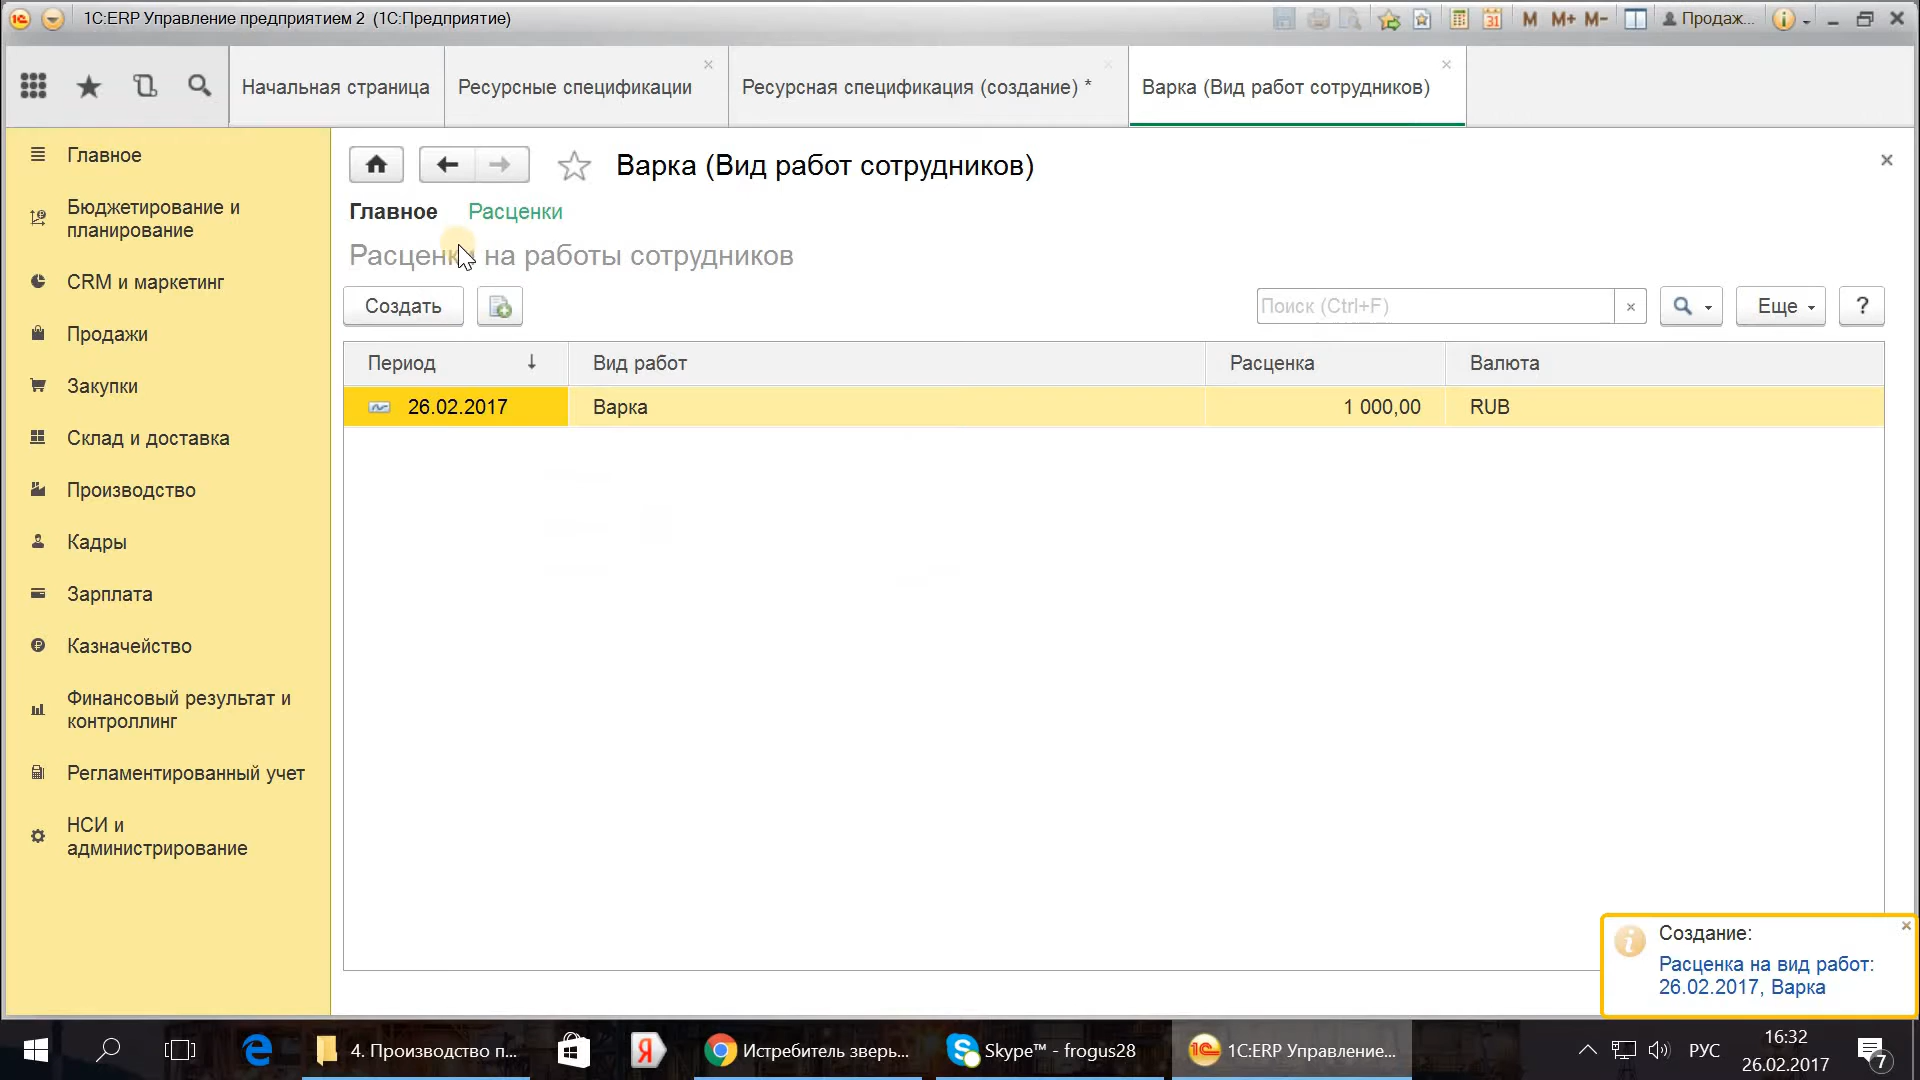 1С:ERP Управление предприятием 2 (1С:Предприятие)
М М+ М- Продаж...
Начальная страница Ресурсные спецификации Ресурсная спецификация (создание) * Варка (Вид работ сотрудников)
Главное
Бюджетирование и
планирование
CRM и маркетинг
Продажи
Закупки
Склад и доставка
Производство
Кадры
Зарплата
Казначейство
Финансовый результат и
контроллинг
Регламентированный учет
НСИ и
администрирование
Варка (Вид работ сотрудников)
Главное Расценки
Расценки на работы сотрудников
Создать Поиск (Ctrl+F) Еще ?
Период Вид работ Расценка Валюта
26.02.2017 Варка 1 000,00 RUB
Создание:
Расценка на вид работ:
26.02.2017, Варка
4. Производство п... Истребитель зверь... Skype™ - frogus28 1С:ERP Управление... РУС 16:32
26.02.2017 7